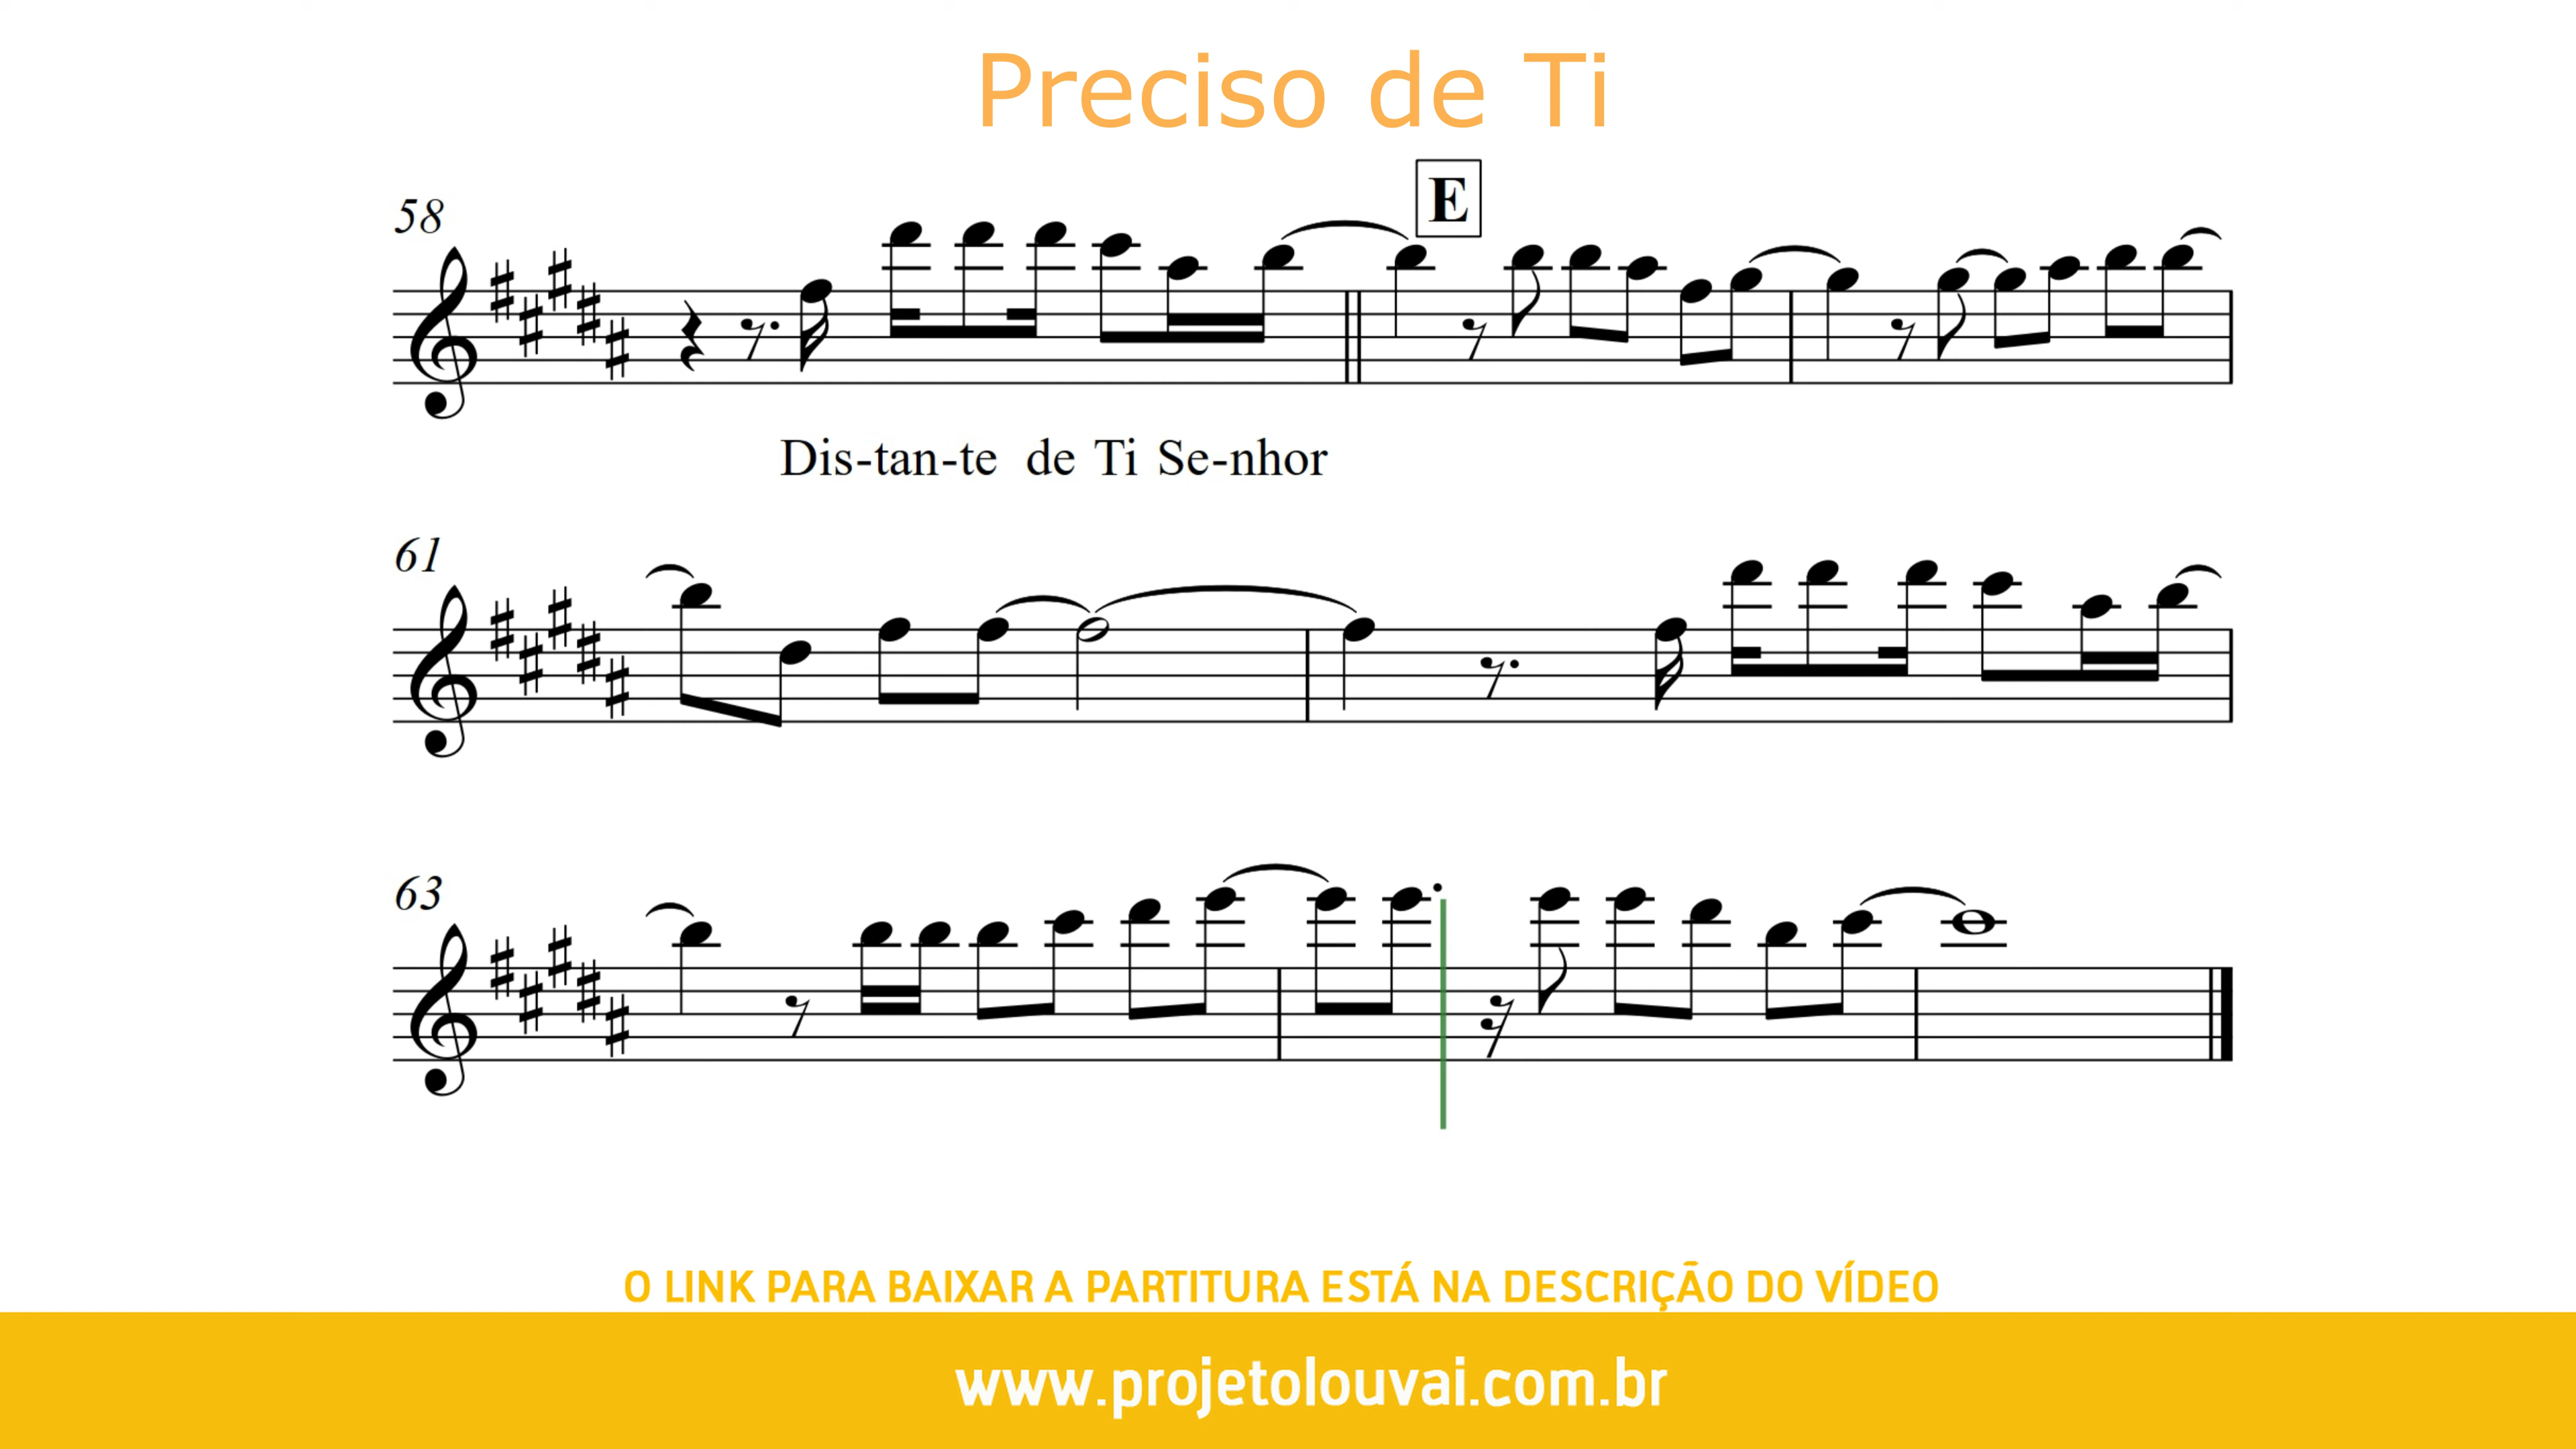 Preciso de Ti
58
E
Dis-tan-te de Ti Se-nhor
61
63
O LINK PARA BAIXAR A PARTITURA ESTÁ NA DESCRIÇÃO DO VÍDEO
www.projetolouvai.com.br